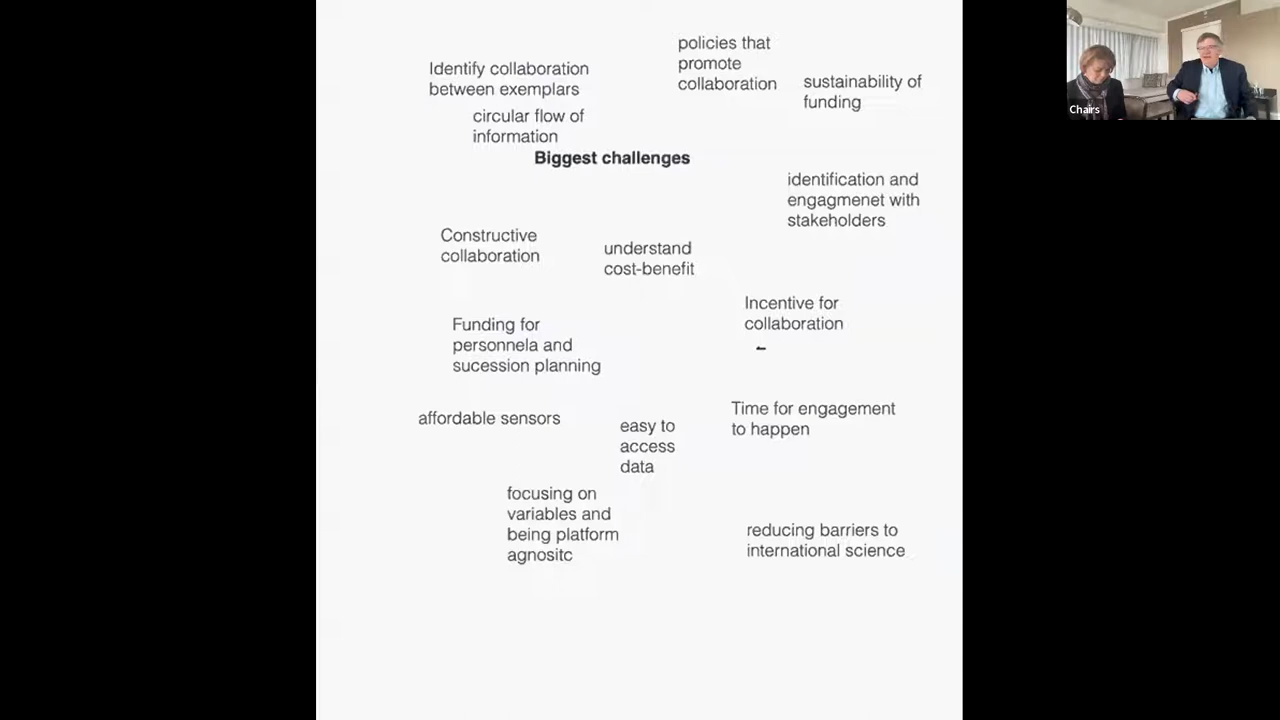 policies that
promote
collaboration
Identify collaboration
between exemplars
sustainability of
funding
circular flow of
information
Biggest challenges
identification and
engagmenet with
stakeholders
Constructive
collaboration
understand
cost-benefit
Incentive for
collaboration
Funding for
personnela and
sucession planning
affordable sensors
easy to
access
data
Time for engagement
to happen
focusing on
variables and
being platform
agnositc
reducing barriers to
international science
Chairs